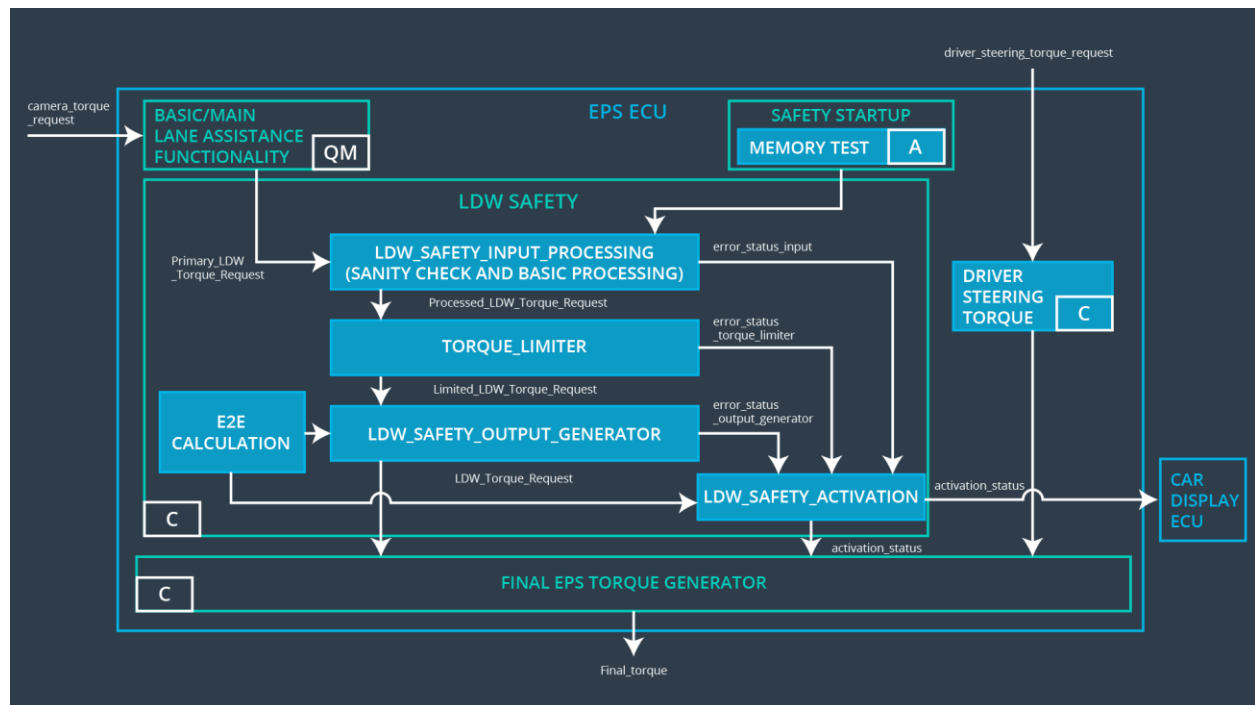 driver_steering_torque_request
camera_torque
_request
EPS ECU
BASIC/MAIN
LANE ASSISTANCE
FUNCTIONALITY
QM
SAFETY STARTUP
MEMORY TEST
A
LDW SAFETY
LDW_SAFETY_INPUT_PROCESSING
(SANITY CHECK AND BASIC PROCESSING)
error_status_input
Primary_LDW
_Torque_Request
DRIVER
STEERING
TORQUE
C
Processed_LDW_Torque_Request
TORQUE_LIMITER
error_status
_torque_limiter
Limited_LDW_Torque_Request
E2E
CALCULATION
LDW_SAFETY_OUTPUT_GENERATOR
error_status
_output_generator
LDW_Torque_Request
LDW_SAFETY_ACTIVATION
activation_status
CAR
DISPLAY
ECU
C
activation_status
FINAL EPS TORQUE GENERATOR
C
Final_torque